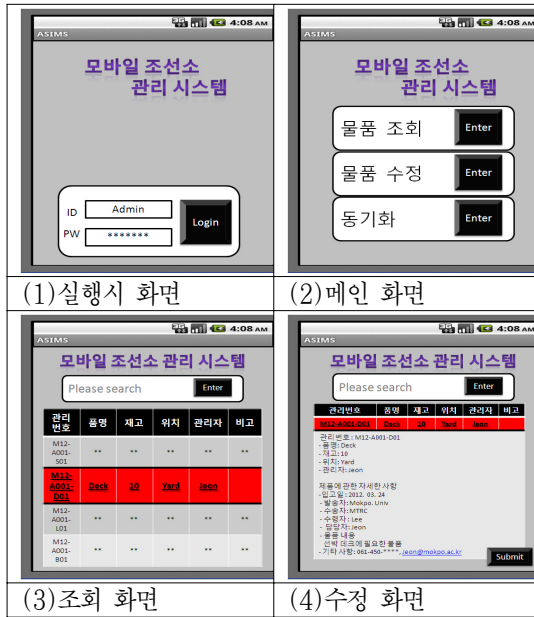 4:08 AM
ASIMS
모바일 조선소
관리 시스템
ID Admin
PW *******
Login
(1)실행시 화면
4:08 AM
ASIMS
모바일 조선소
관리 시스템
물품 조회 Enter
물품 수정 Enter
동기화 Enter
(2)메인 화면
4:08 AM
ASIMS
모바일 조선소 관리 시스템
Please search Enter
관리번호 품명 재고 위치 관리자 비고
M12-A001-S01 ** ** ** ** **
M12-A001-D01 Deck 10 Yard Jeon
M12-A001-L01 ** ** ** ** **
M12-A001-B01 ** ** ** ** **
(3)조회 화면
4:08 AM
ASIMS
모바일 조선소 관리 시스템
Please search Enter
관리번호 품명 재고 위치 관리자 비고
M12-A001-D01 Deck 10 Yard Jeon
관리번호 : M12-A001-D01
- 품명: Deck
- 재고: 10
- 위치: Yard
- 관리자: Jeon
제품에 관한 자세한 사항
-입고일 : 2012. 03. 24
- 발송자: Mokpo. Univ
- 수송자: MTRC
- 수령자 : Lee
- 담당자: Jeon
- 물품 내용
선박 데크에 필요한 물품
- 기타 사항: 061-450-****, jeon@mokpo.ac.kr
Submit
(4)수정 화면